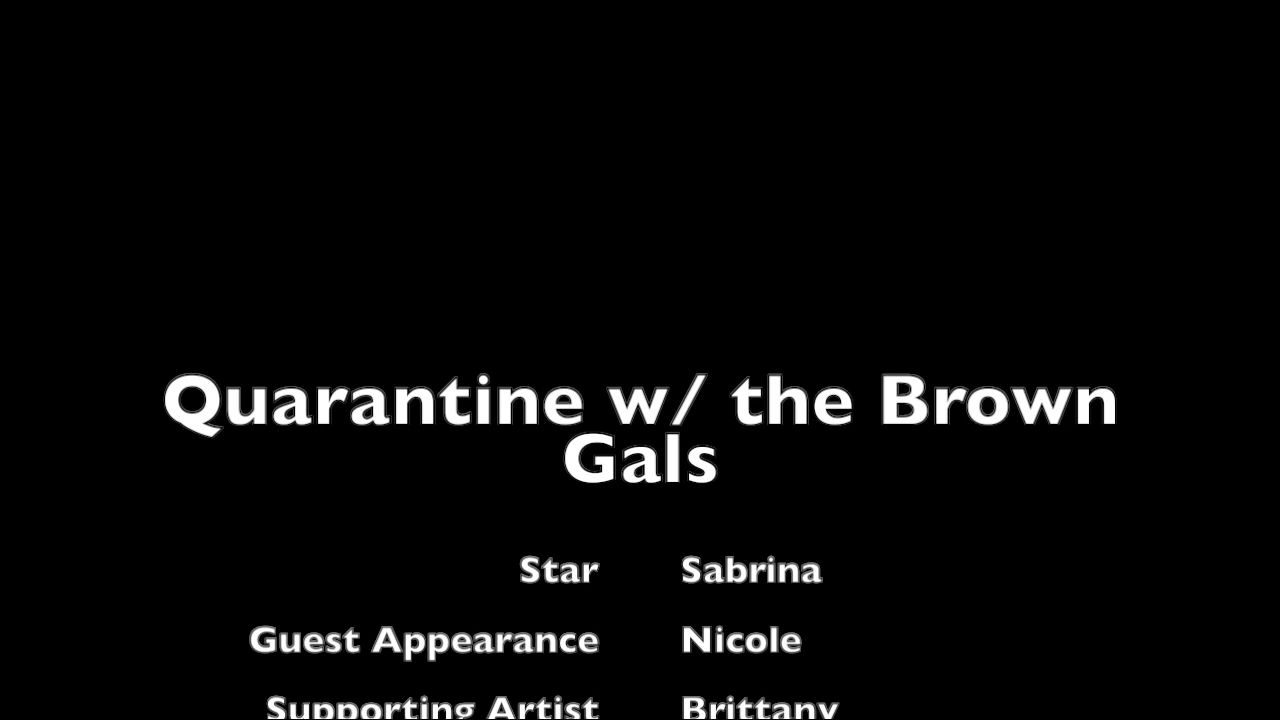 Quarantine w/ the Brown
Gals
Star Sabrina
Guest Appearance Nicole
Supporting Artist Brittany